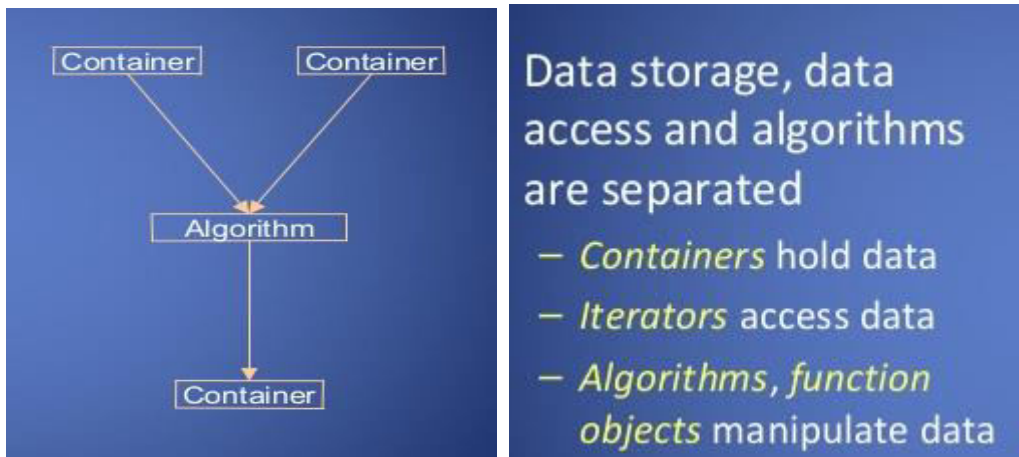 Container Container
Algorithm
Container
Data storage, data
access and algorithms
are separated
– Containers hold data
– Iterators access data
– Algorithms, function
objects manipulate data